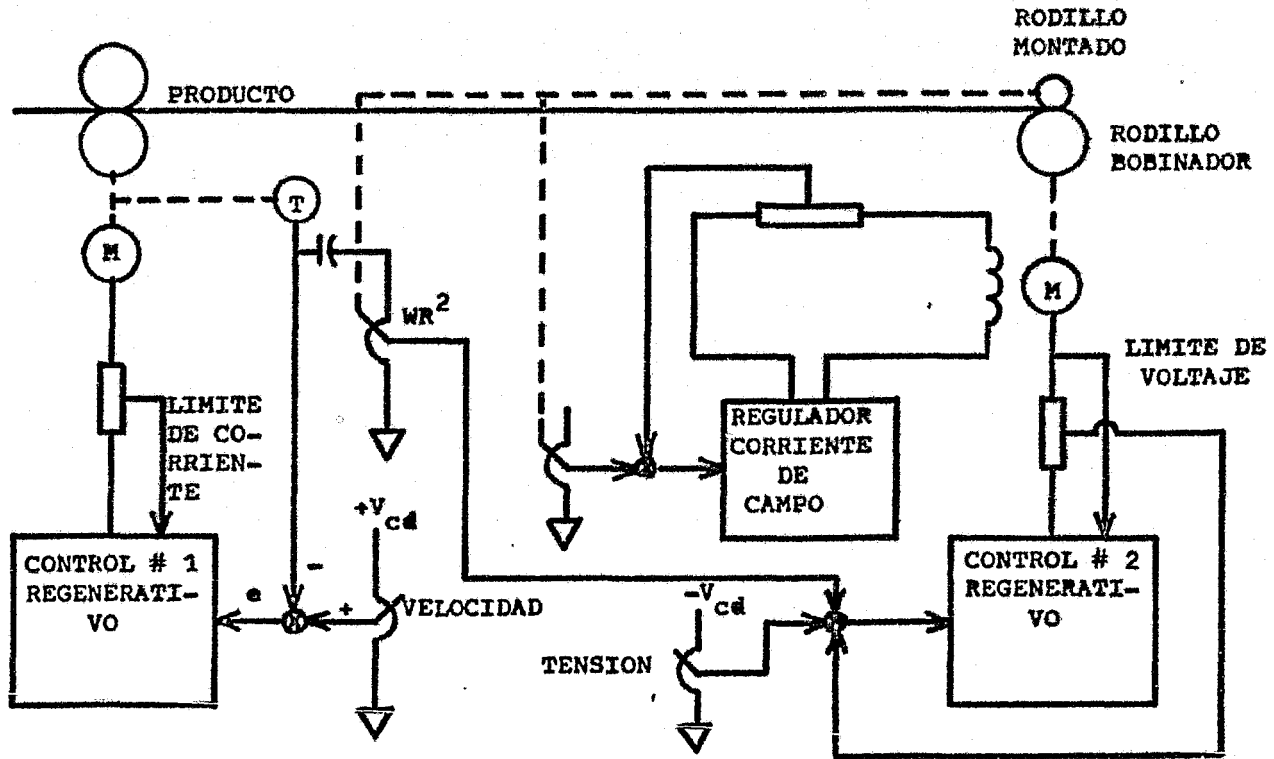 RODILLO
MONTADO
PRODUCTO
RODILLO
BOBINADOR
T
M
M
WR²
LIMITE DE
VOLTAJE
LIMITE
DE CO-
RRIEN-
TE
REGULADOR
CORRIENTE
DE
CAMPO
+Vcd
CONTROL # 1
REGENERATI-
VO
e
-
+
VELOCIDAD
-Vcd
TENSION
CONTROL # 2
REGENERATI-
VO